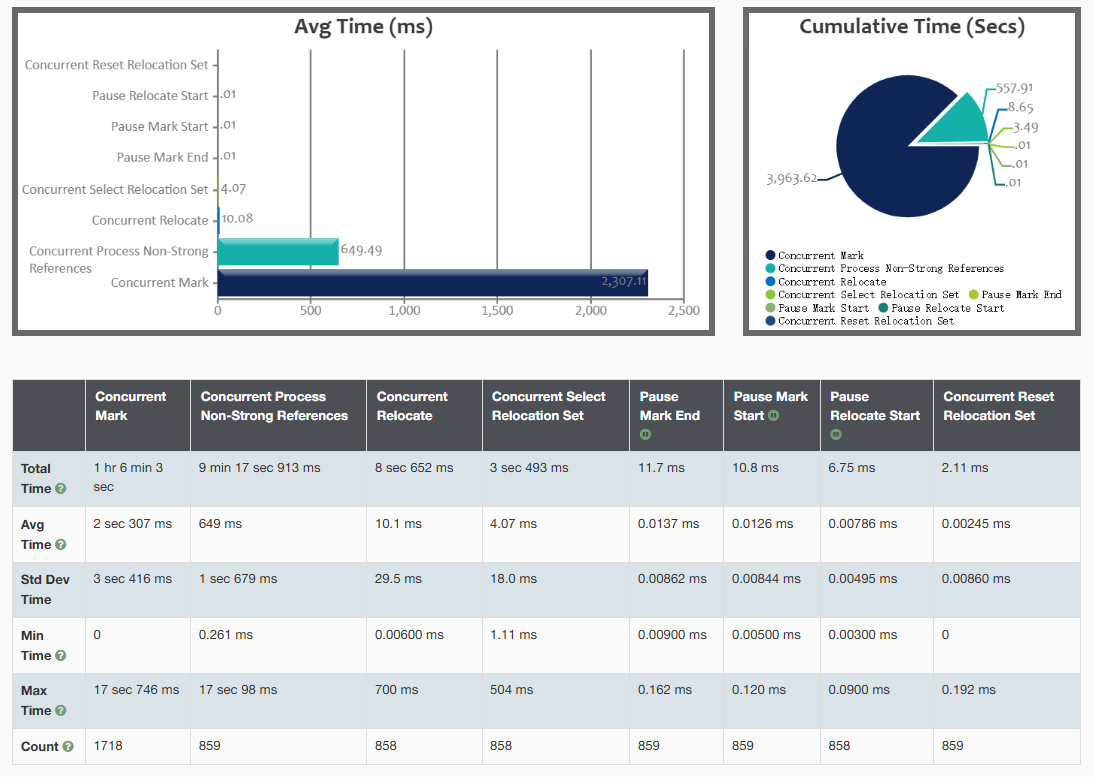 Avg Time (ms)
Concurrent Reset Relocation Set
Pause Relocate Start .01
Pause Mark Start .01
Pause Mark End .01
Concurrent Select Relocation Set 4.07
Concurrent Relocate 10.08
Concurrent Process Non-Strong
References 649.49
Concurrent Mark 2,307.11
0 500 1,000 1,500 2,000 2,500
Cumulative Time (Secs)
557.91
8.65
3.49
.01
.01
.01
3,963.62
Concurrent Mark
Concurrent Process Non-Strong References
Concurrent Relocate
Concurrent Select Relocation Set Pause Mark End
Pause Mark Start Pause Relocate Start
Concurrent Reset Relocation Set
Concurrent Mark
Concurrent Process Non-Strong References
Concurrent Relocate
Concurrent Select Relocation Set
Pause Mark End
Pause Mark Start
Pause Relocate Start
Concurrent Reset Relocation Set
Total Time ? 1 hr 6 min 3 sec 9 min 17 sec 913 ms 8 sec 652 ms 3 sec 493 ms 11.7 ms 10.8 ms 6.75 ms 2.11 ms
Avg Time ? 2 sec 307 ms 649 ms 10.1 ms 4.07 ms 0.0137 ms 0.0126 ms 0.00786 ms 0.00245 ms
Std Dev Time 3 sec 416 ms 1 sec 679 ms 29.5 ms 18.0 ms 0.00862 ms 0.00844 ms 0.00495 ms 0.00860 ms
Min Time ? 0 0.261 ms 0.00600 ms 1.11 ms 0.00900 ms 0.00500 ms 0.00300 ms 0
Max Time ? 17 sec 746 ms 17 sec 98 ms 700 ms 504 ms 0.162 ms 0.120 ms 0.0900 ms 0.192 ms
Count ? 1718 859 858 858 859 859 858 859